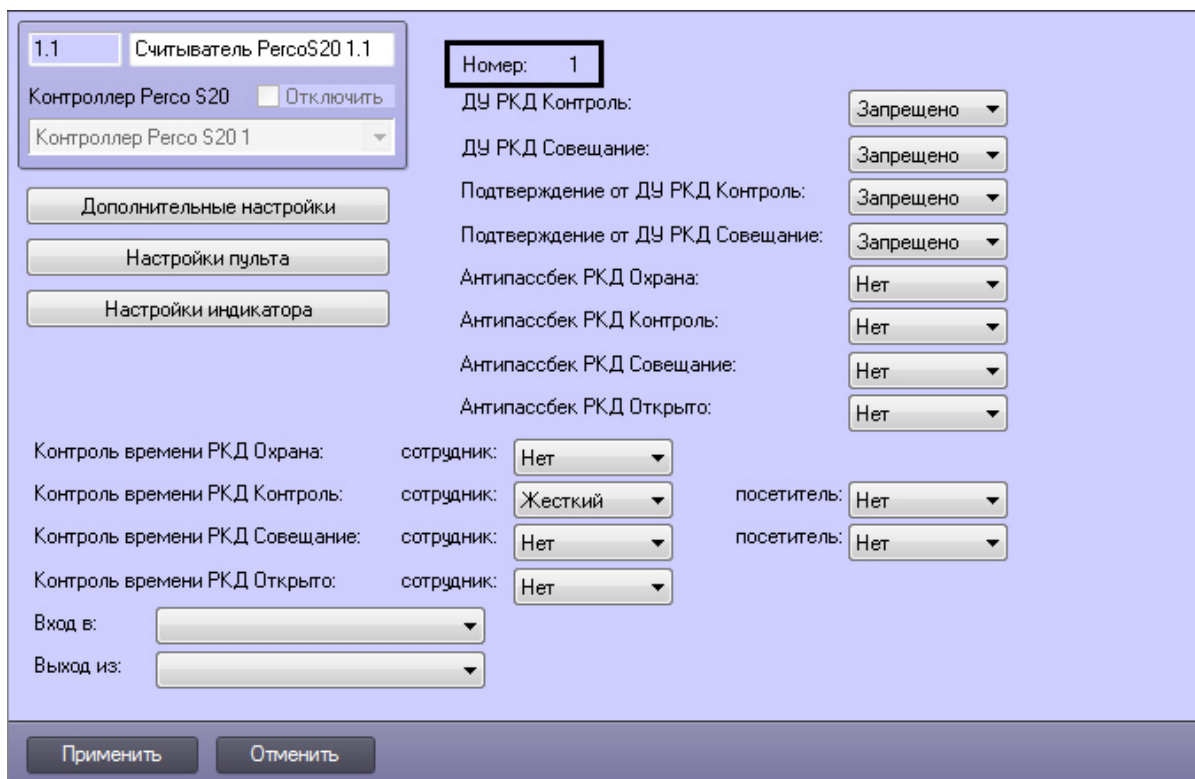 1.1 Считыватель PercoS20 1.1
Контроллер Perco S20 Отключить
Контроллер Perco S20 1
Дополнительные настройки
Настройки пульта
Настройки индикатора
Номер: 1
ДУ РКД Контроль: Запрещено
ДУ РКД Совещание: Запрещено
Подтверждение от ДУ РКД Контроль: Запрещено
Подтверждение от ДУ РКД Совещание: Запрещено
Антипассбек РКД Охрана: Нет
Антипассбек РКД Контроль: Нет
Антипассбек РКД Совещание: Нет
Антипассбек РКД Открыто: Нет
Контроль времени РКД Охрана: сотрудник: Нет
Контроль времени РКД Контроль: сотрудник: Жесткий посетитель: Нет
Контроль времени РКД Совещание: сотрудник: Нет посетитель: Нет
Контроль времени РКД Открыто: сотрудник: Нет
Вход в:
Выход из:
Применить Отменить